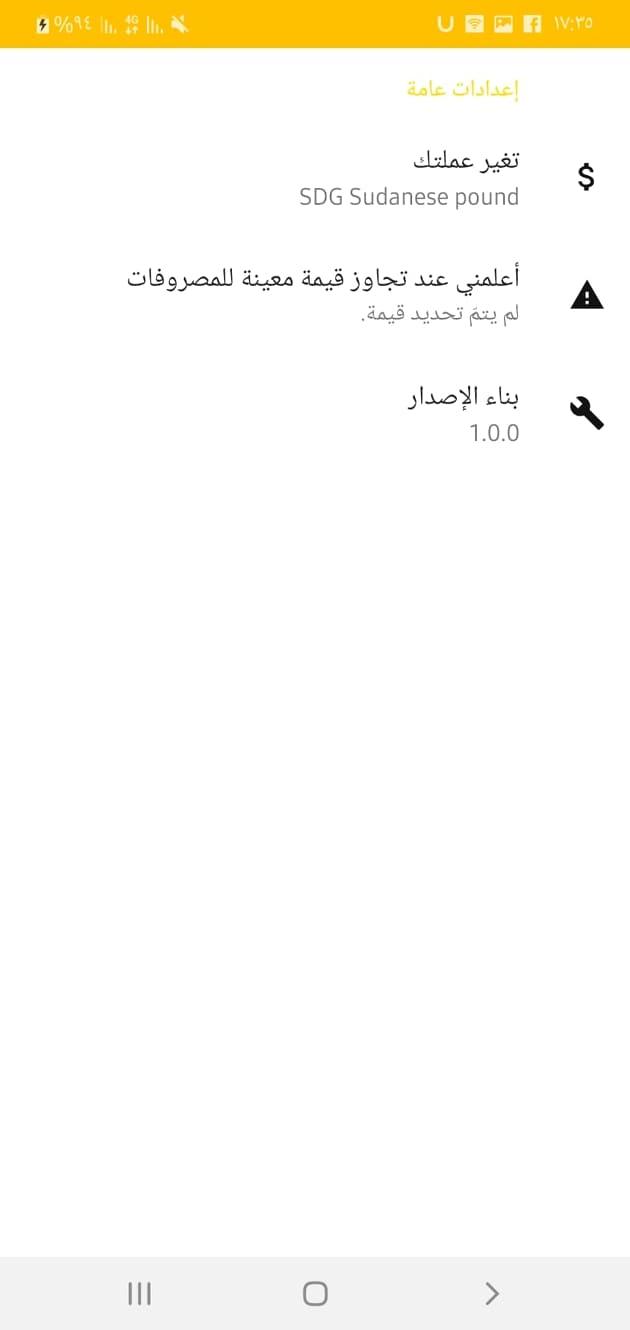 ١٧:٣٥
4G %٩٤
إعدادات عامة
تغير عملتك
SDG Sudanese pound
أعلمني عند تجاوز قيمة معينة للمصروفات
لم يتمّ تحديد قيمة.
بناء الإصدار
1.0.0